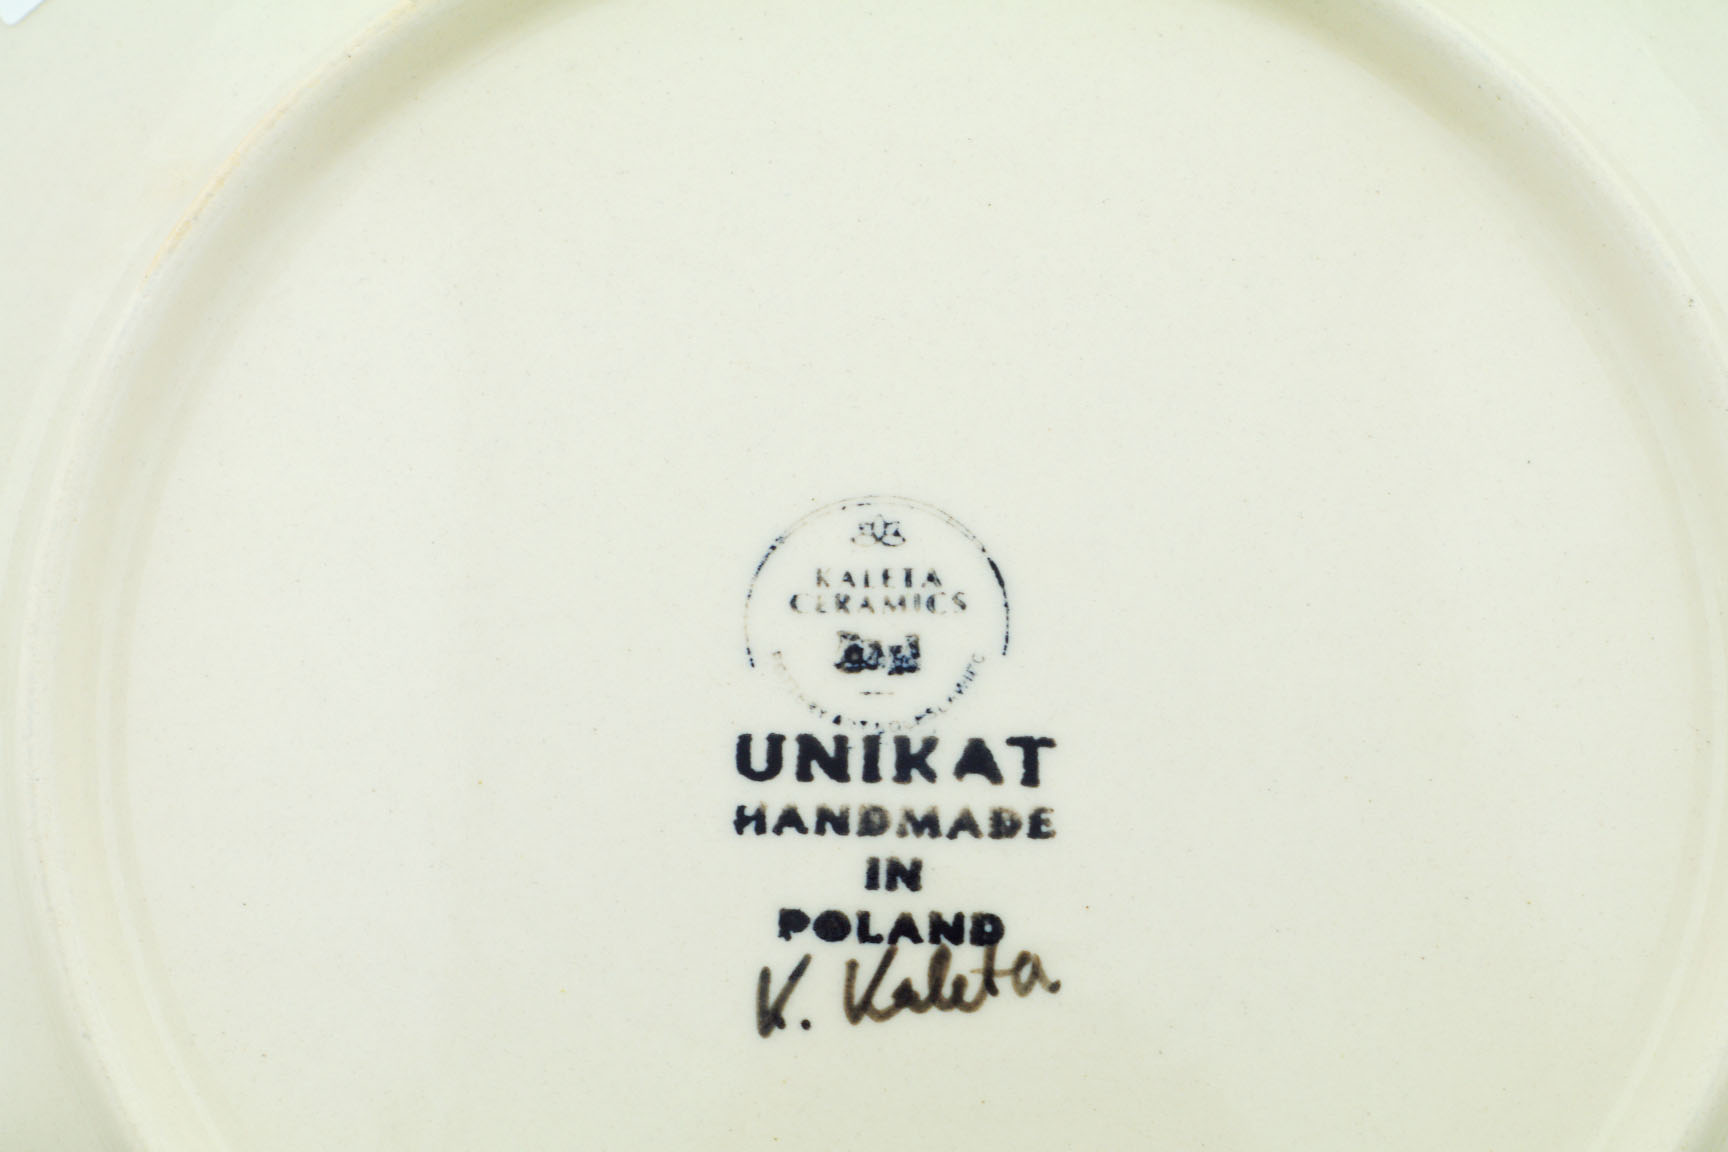 KALETA
CERAMICS
UNIKAT
HANDMADE
IN
POLAND
K. Kaleta